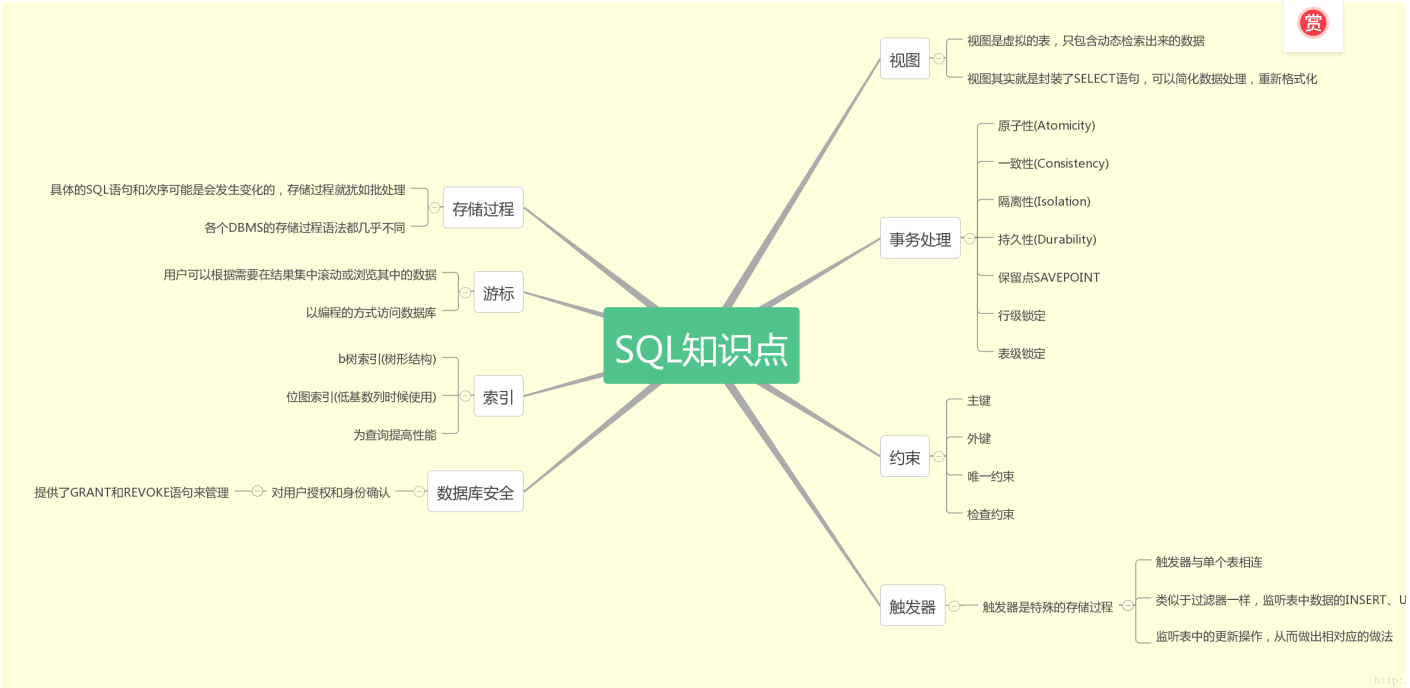 赏
SQL知识点
视图
视图是虚拟的表，只包含动态检索出来的数据
视图其实就是封装了SELECT语句，可以简化数据处理，重新格式化
事务处理
原子性(Atomicity)
一致性(Consistency)
隔离性(Isolation)
持久性(Durability)
保留点SAVEPOINT
行级锁定
表级锁定
约束
主键
外键
唯一约束
检查约束
触发器
触发器是特殊的存储过程
触发器与单个表相连
类似于过滤器一样，监听表中数据的INSERT、U
监听表中的更新操作，从而做出相对应的做法
存储过程
具体的SQL语句和次序可能是会发生变化的，存储过程就犹如批处理
各个DBMS的存储过程语法都几乎不同
游标
用户可以根据需要在结果集中滚动或浏览其中的数据
以编程的方式访问数据库
索引
b树索引(树形结构)
位图索引(低基数列时候使用)
为查询提高性能
数据库安全
对用户授权和身份确认
提供了GRANT和REVOKE语句来管理
http: